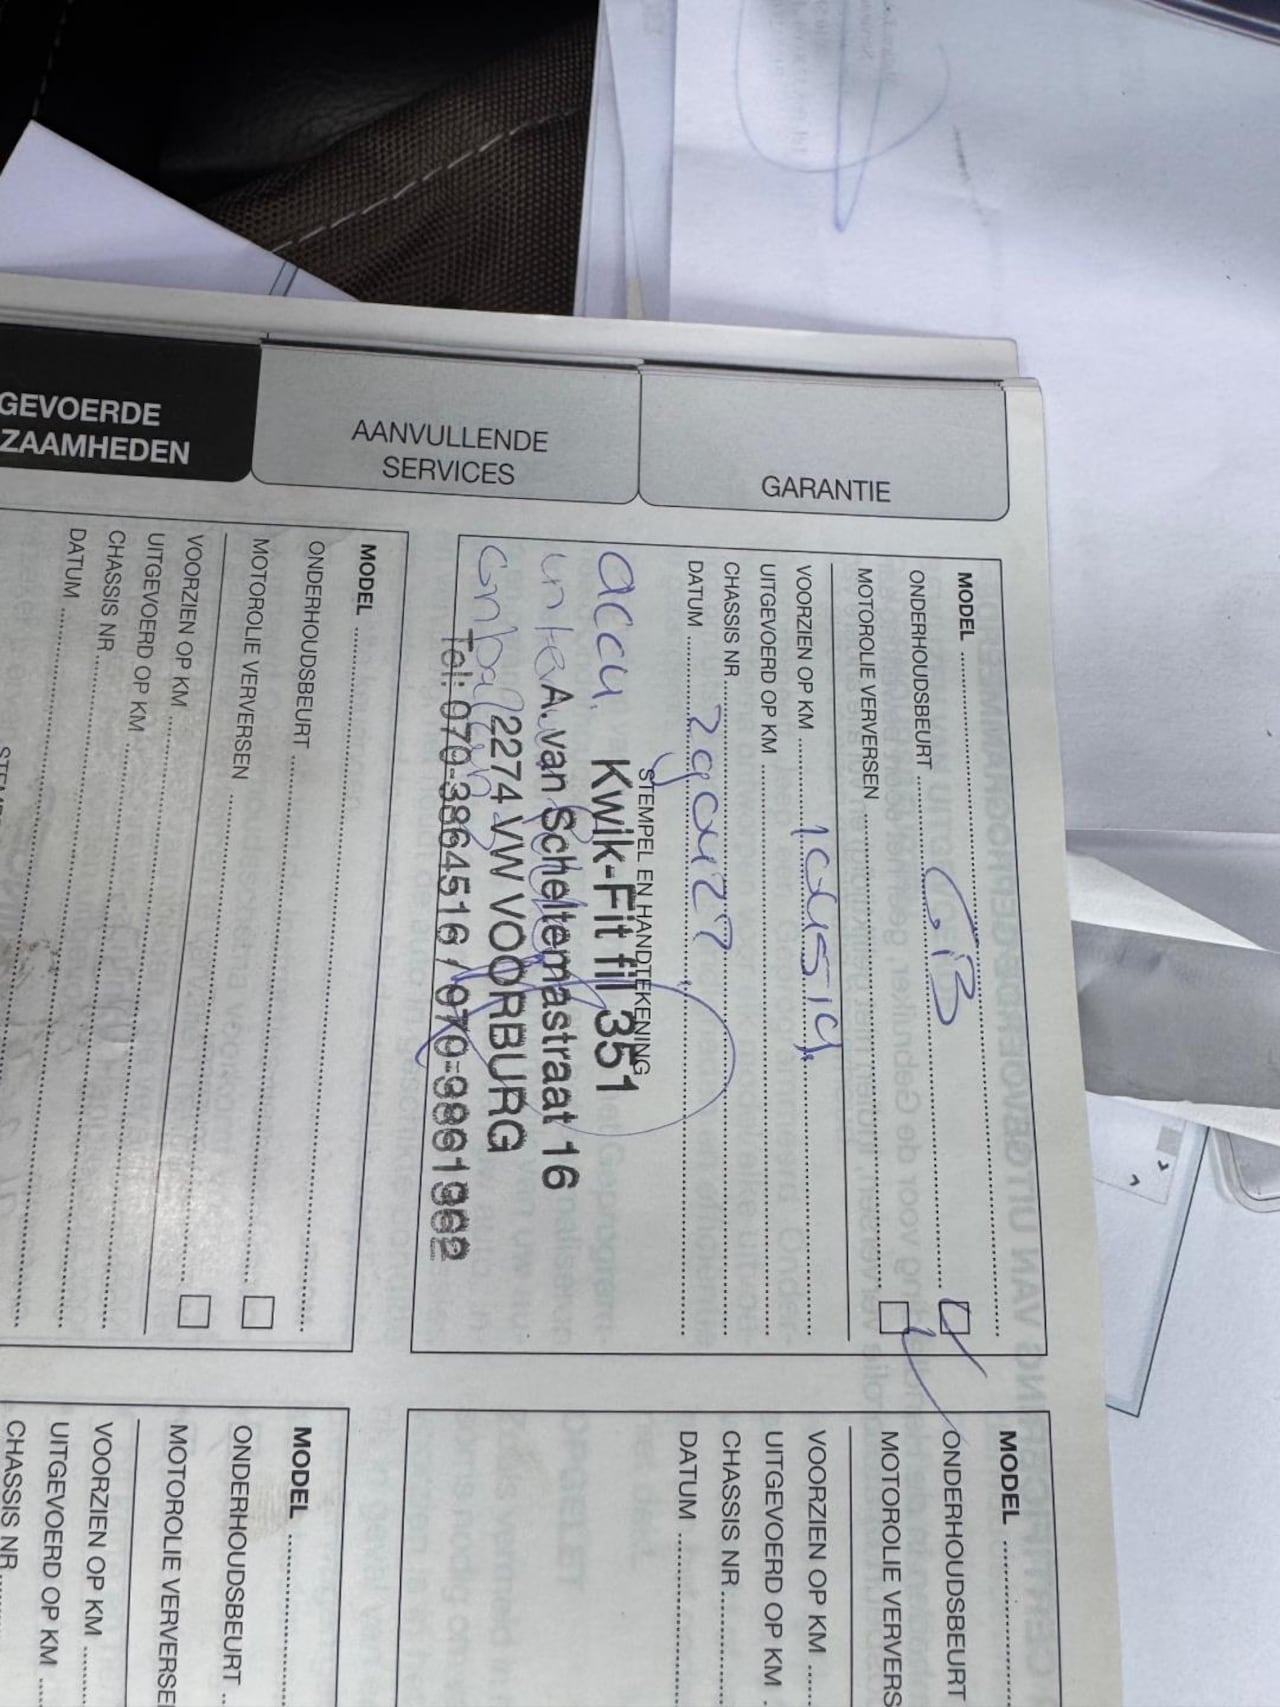 GEVOERDE
ZAAMHEDEN
AANVULLENDE
SERVICES
GARANTIE
MODEL
ONDERHOUDSBEURT GB
MOTOROLIE VERVERSEN
VOORZIEN OP KM
UITGEVOERD OP KM
CHASSIS NR
DATUM
STEMPEL EN HANDTEKENING
accu.
Kwik-Fit fil 351
A. van Scheltemastraat 16
2274 VW VOORBURG
Tel: 070-3864516 / 070-3861962
MODEL
ONDERHOUDSBEURT
MOTOROLIE VERVERSEN
VOORZIEN OP KM
UITGEVOERD OP KM
CHASSIS NR
DATUM
MODEL
ONDERHOUDSBEURT
MOTOROLIE VERVERS
VOORZIEN OP KM
UITGEVOERD OP KM
CHASSIS NR
DATUM
MODEL
ONDERHOUDSBEURT
MOTOROLIE VERVERSE
VOORZIEN OP KM
UITGEVOERD OP KM
CHASSIS NR